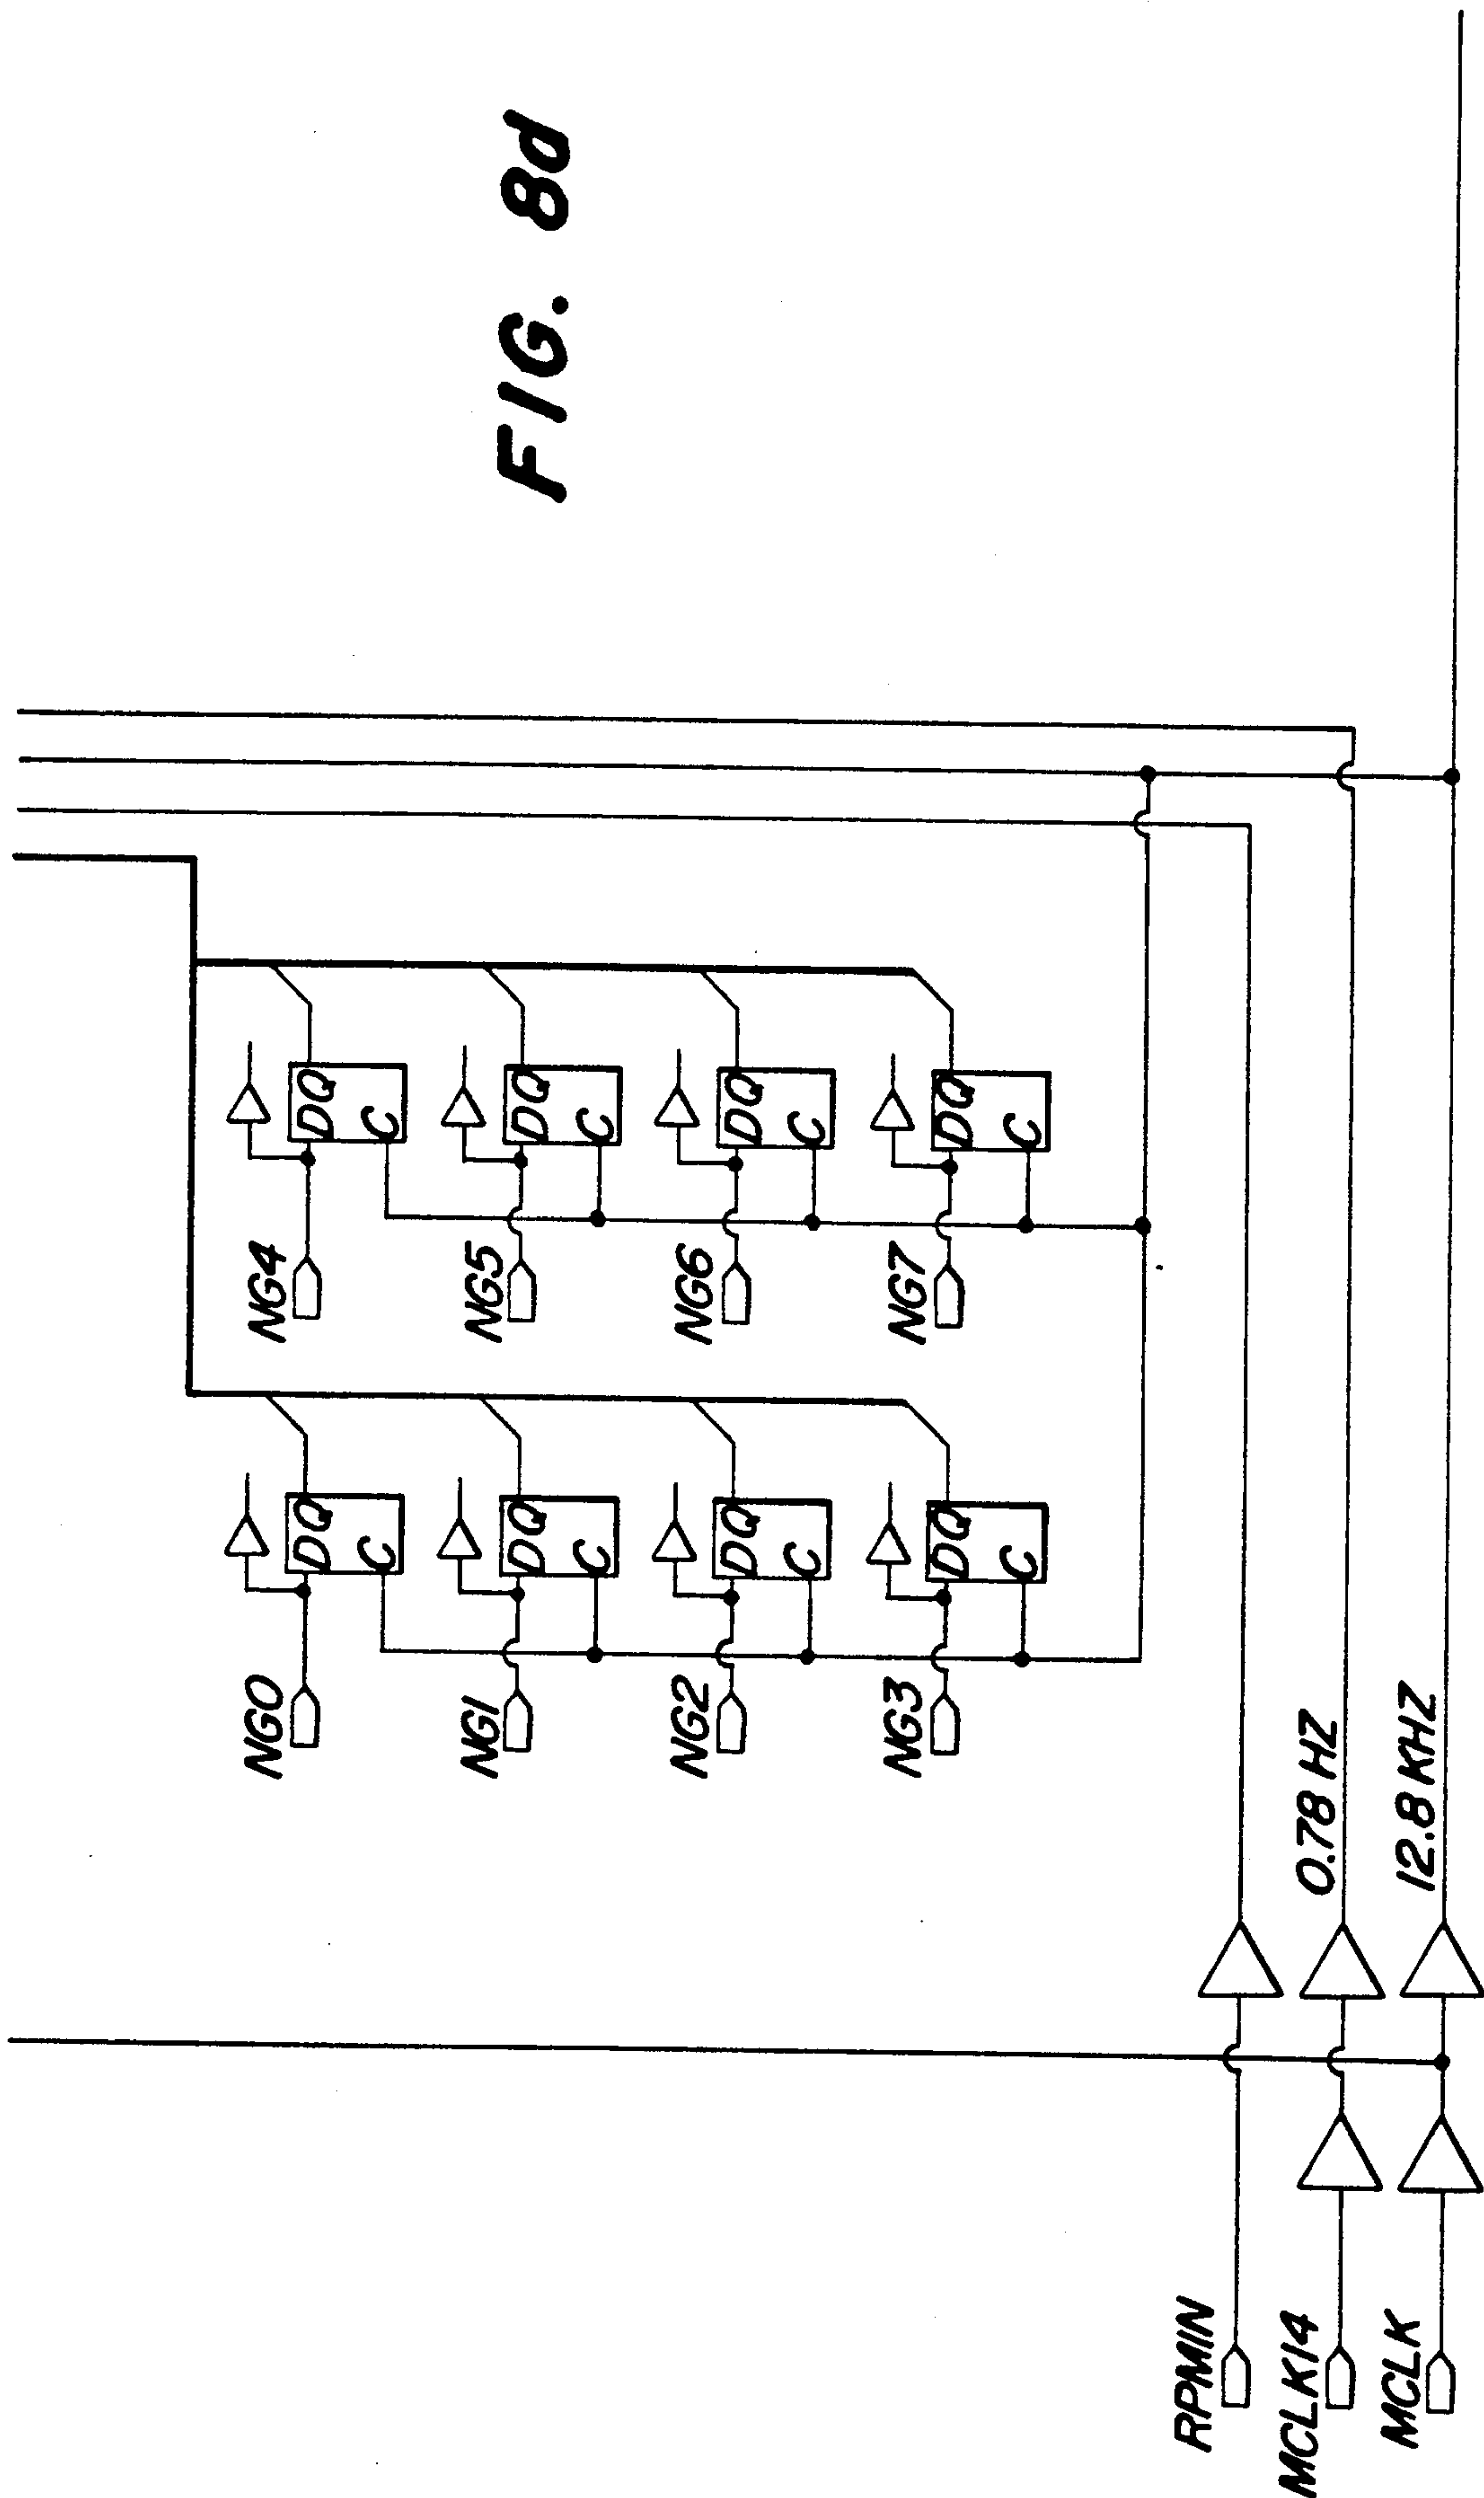 NG0
DQ
C
NG4
DQ
C
NG1
DQ
C
NG5
DQ
C
FIG. 8d
NG2
DQ
C
NG6
DQ
C
NG3
DQ
C
NG7
DQ
C
RPMIN
MCLK14
0.78 HZ
MCLK
12.8 KHZ